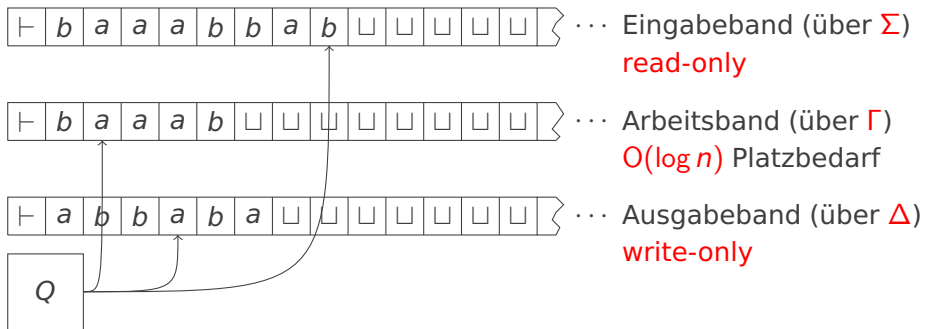 ⊢ b a a a b b a b ⊔ ⊔ ⊔ ⊔ ⊔ ··· Eingabeband (über Σ)
read-only
⊢ b a a a b ⊔ ⊔ ⊔ ⊔ ⊔ ⊔ ⊔ ⊔ ··· Arbeitsband (über Γ)
O(log n) Platzbedarf
⊢ a b b a b a ⊔ ⊔ ⊔ ⊔ ⊔ ⊔ ⊔ ··· Ausgabeband (über Δ)
write-only
Q